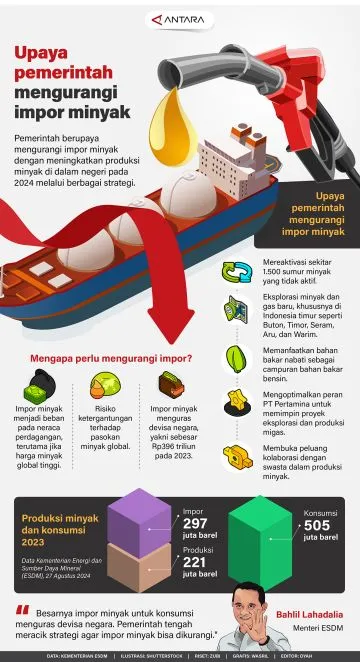 ANTARA
Upaya
pemerintah
mengurangi
impor minyak
Pemerintah berupaya
mengurangi impor minyak
dengan meningkatkan produksi
minyak di dalam negeri pada
2024 melalui berbagai strategi.
Upaya
pemerintah
mengurangi
impor minyak
Mereaktivasi sekitar
1.500 sumur minyak
yang tidak aktif.
Eksplorasi minyak dan
gas baru, khususnya di
Indonesia timur seperti
Buton, Timor, Seram,
Aru, dan Warim.
Memanfaatkan bahan
bakar nabati sebagai
campuran bahan bakar
bensin.
Mengoptimalkan peran
PT Pertamina untuk
memimpin proyek
eksplorasi dan produksi
migas.
Membuka peluang
kolaborasi dengan
swasta dalam produksi
minyak.
Mengapa perlu mengurangi impor?
Impor minyak
menjadi beban
pada neraca
perdagangan,
terutama jika
harga minyak
global tinggi.
Risiko
ketergantungan
terhadap
pasokan
minyak global.
Impor minyak
menguras
devisa negara,
yakni sebesar
Rp396 triliun
pada 2023.
Produksi minyak
dan konsumsi
2023
Data Kementerian Energi dan
Sumber Daya Mineral
(ESDM), 27 Agustus 2024
Impor
297
juta barel
Produksi
221
juta barel
Konsumsi
505
juta barel
" Besarnya impor minyak untuk konsumsi
menguras devisa negara. Pemerintah tengah
meracik strategi agar impor minyak bisa dikurangi."
Bahlil Lahadalia
Menteri ESDM
DATA: KEMENTERIAN ESDM | ILUSTRASI: SHUTTERSTOCK | RISET: ZUBI | GRAFIS: WASRIL | EDITOR: DYAH